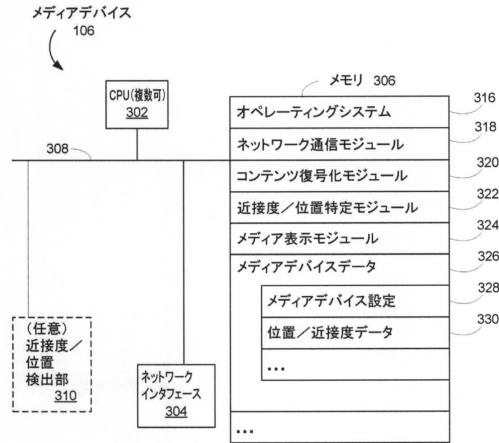 メディアデバイス
106
CPU(複数可)
302
308
メモリ 306
オペレーティングシステム
316
ネットワーク通信モジュール
318
コンテンツ復号化モジュール
320
近接度／位置特定モジュール
322
メディア表示モジュール
324
メディアデバイスデータ
326
メディアデバイス設定
328
位置／近接度データ
330
...
...
(任意)
近接度／
位置
検出部
310
ネットワーク
インタフェース
304